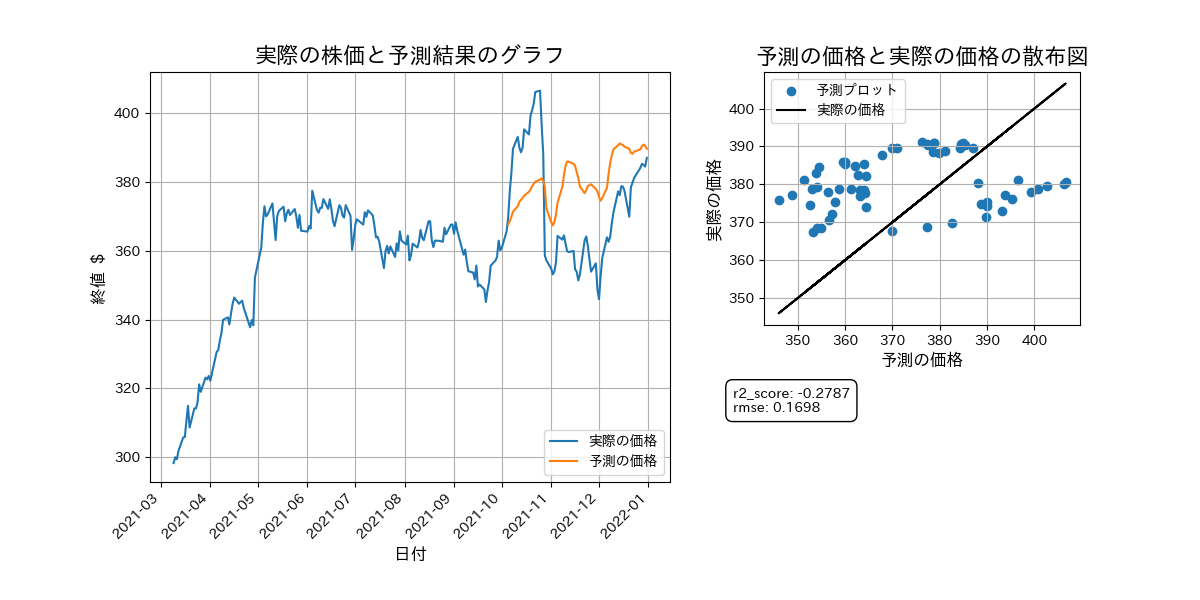 実際の株価と予測結果のグラフ
400
380
360
340
320
300
終値 $
2021-03
2021-04
2021-05
2021-06
2021-07
2021-08
2021-09
2021-10
2021-11
2021-12
2022-01
日付
実際の価格
予測の価格
予測の価格と実際の価格の散布図
予測プロット
実際の価格
400
390
380
370
360
350
実際の価格
350 360 370 380 390 400
予測の価格
r2_score: -0.2787
rmse: 0.1698